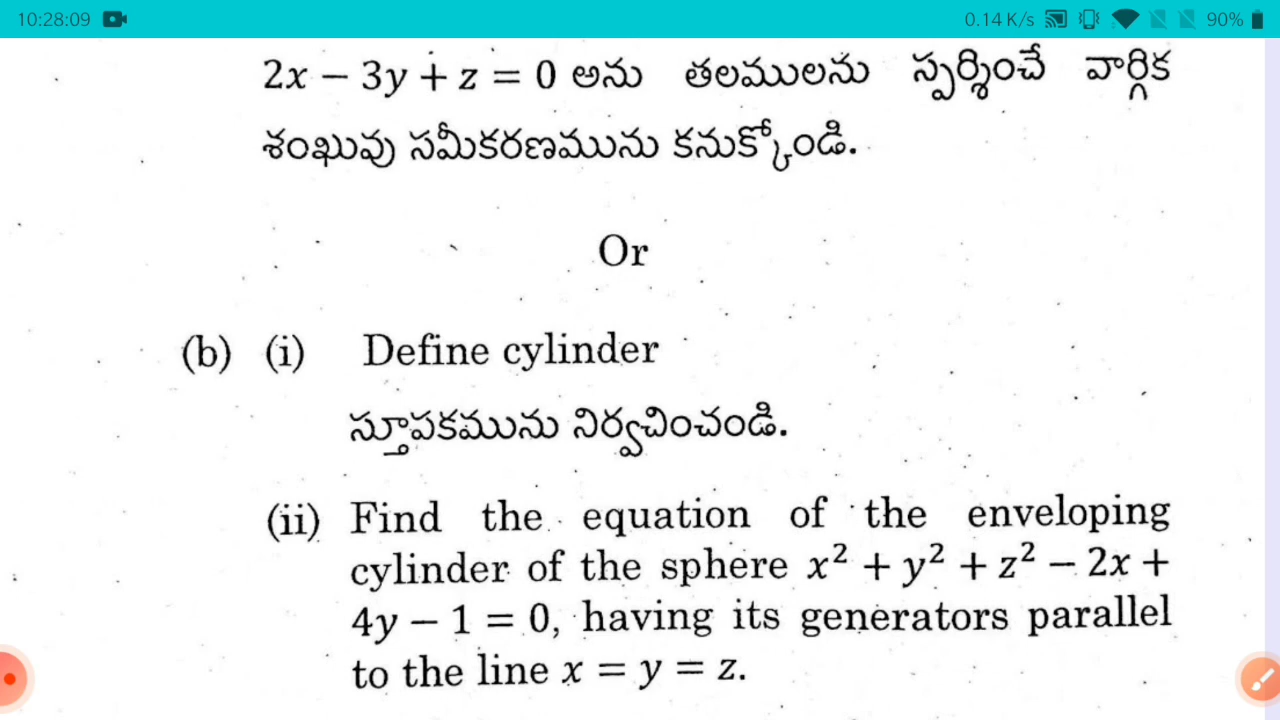 10:28:09 0.14 K/s 90%
2x − 3y + z = 0 అను తలములను స్పర్శించే వార్గిక
శంఖువు సమీకరణమును కనుక్కోండి.
Or
(b) (i) Define cylinder
స్తూపకమును నిర్వచించండి.
(ii) Find the equation of the enveloping
cylinder of the sphere x² + y² + z² − 2x +
4y − 1 = 0, having its generators parallel
to the line x = y = z.